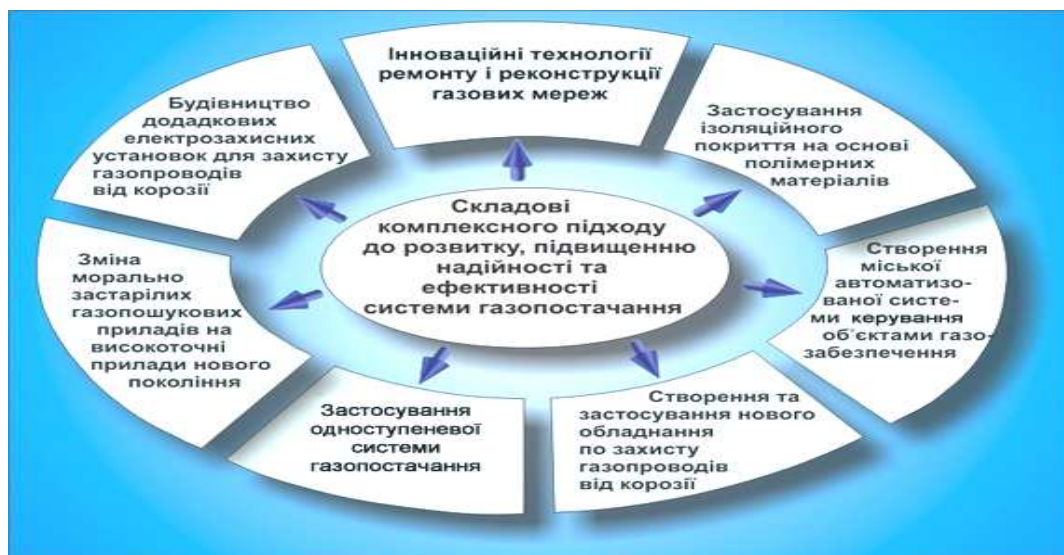 Інноваційні технології
ремонту і реконструкції
газових мереж
Застосування
ізоляційного
покриття на основі
полімерних
матеріалів
Створення
міської
автоматизо-
ваної систе-
ми керування
об'єктами газо-
забезпечення
Створення та
застосування нового
обладнання
по захисту
газопроводів
від корозії
Застосування
одноступеневої
системи
газопостачання
Зміна
морально
застарілих
газопошукових
приладів на
високоточні
прилади нового
покоління
Будівництво
додадкових
електрозахисних
установок для захисту
газопроводів
від корозії
Складові
комплексного підходу
до розвитку, підвищенню
надійності та
ефективності
системи газопостачання